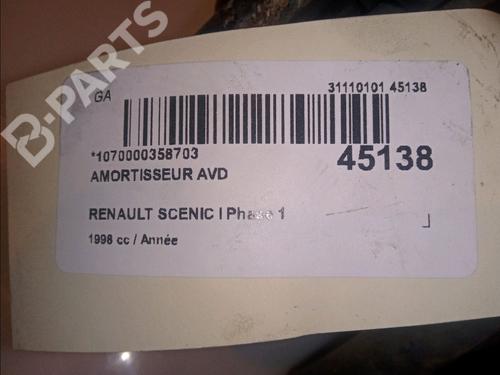 B-PARTS
GA
31110101 45138
*1070000358703
45138
AMORTISSEUR AVD
RENAULT SCENIC I Phase 1
1998 cc / Année